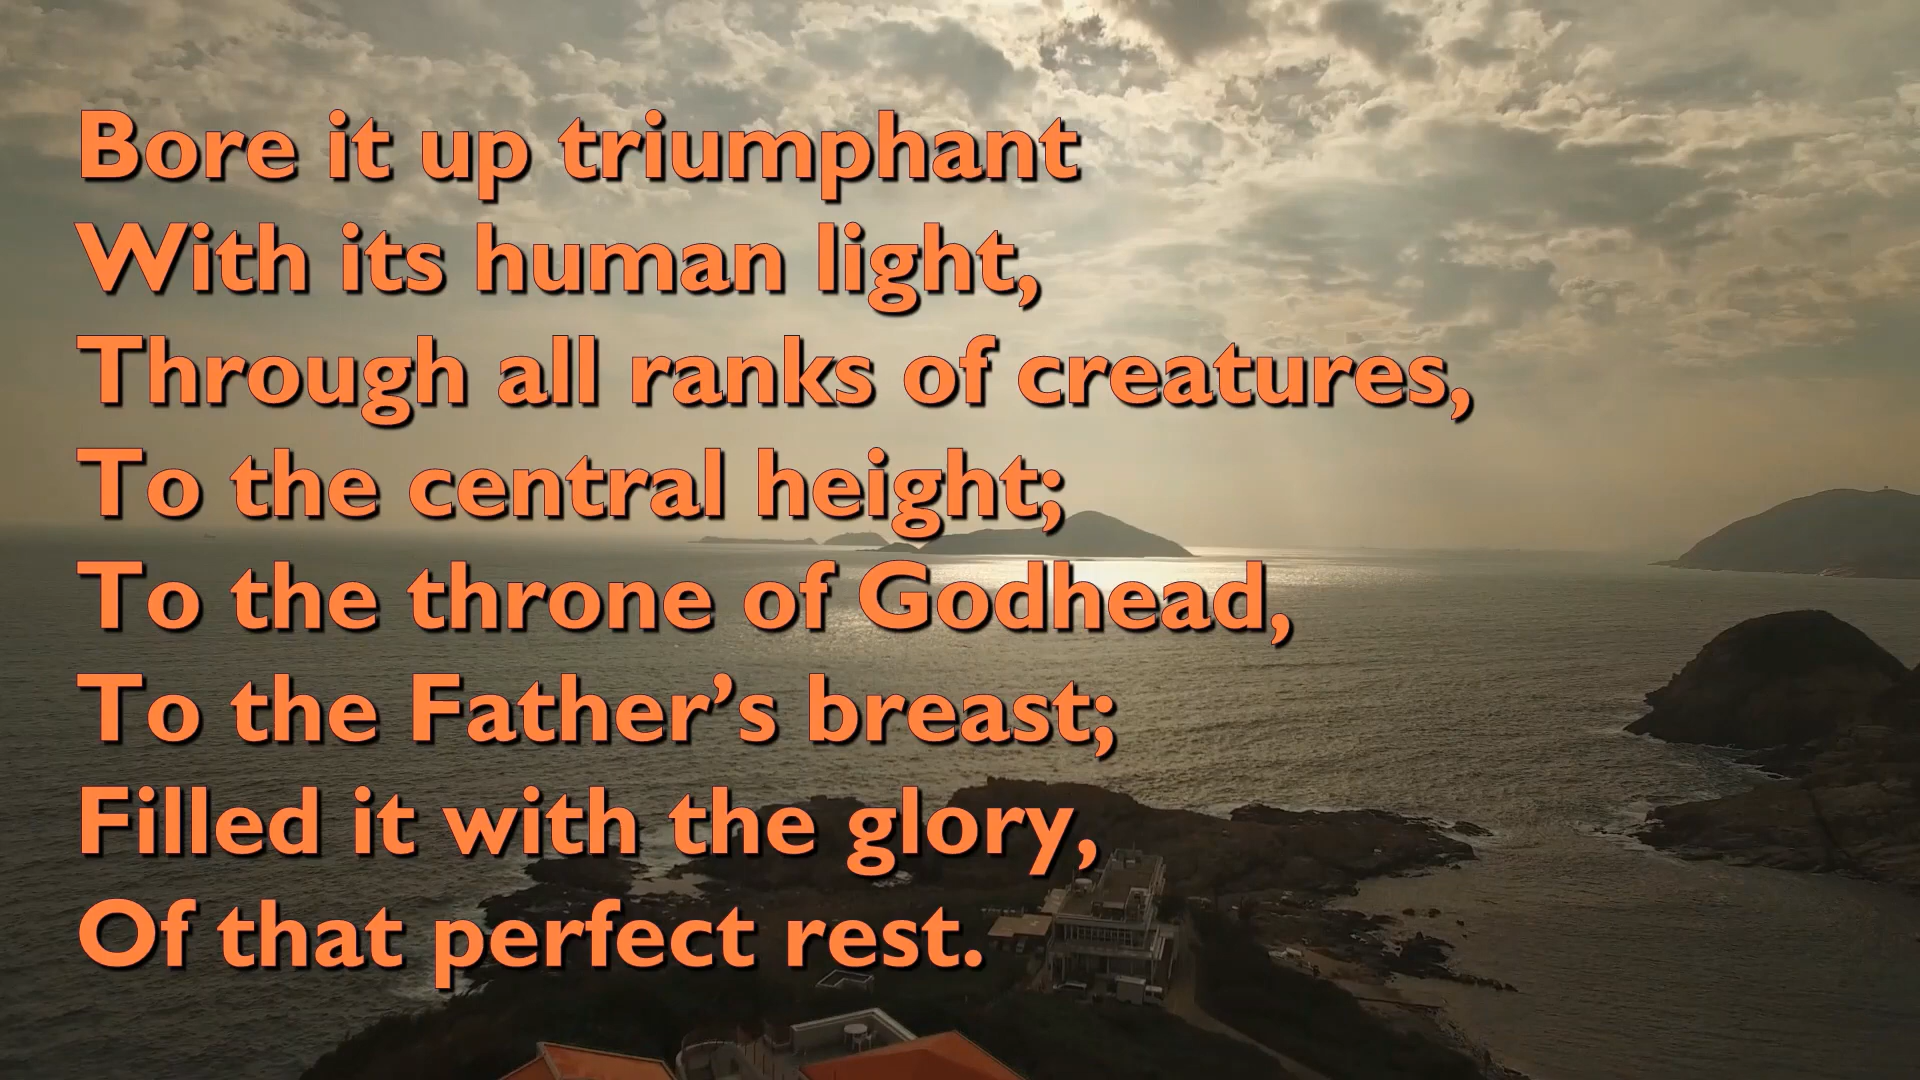 Bore it up triumphant
With its human light,
Through all ranks of creatures,
To the central height;
To the throne of Godhead,
To the Father’s breast;
Filled it with the glory,
Of that perfect rest.